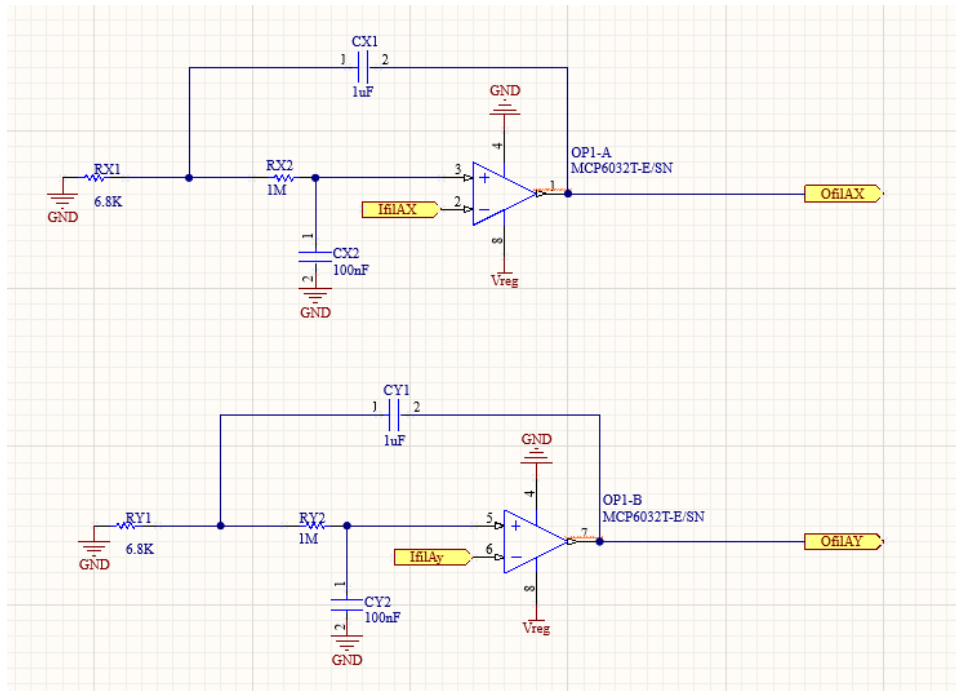 CX1
1 2
1uF
GND
4
OP1-A
MCP6032T-E/SN
RX1
RX2
3
+
1
OfilAX
6.8K
1M
IfilAX
2
−
GND
1
CX2
100nF
2
8
Vreg
GND
CY1
1 2
1uF
GND
4
OP1-B
MCP6032T-E/SN
RY1
RY2
5
+
7
OfilAY
6.8K
1M
IfilAy
6
−
GND
1
CY2
100nF
2
8
Vreg
GND